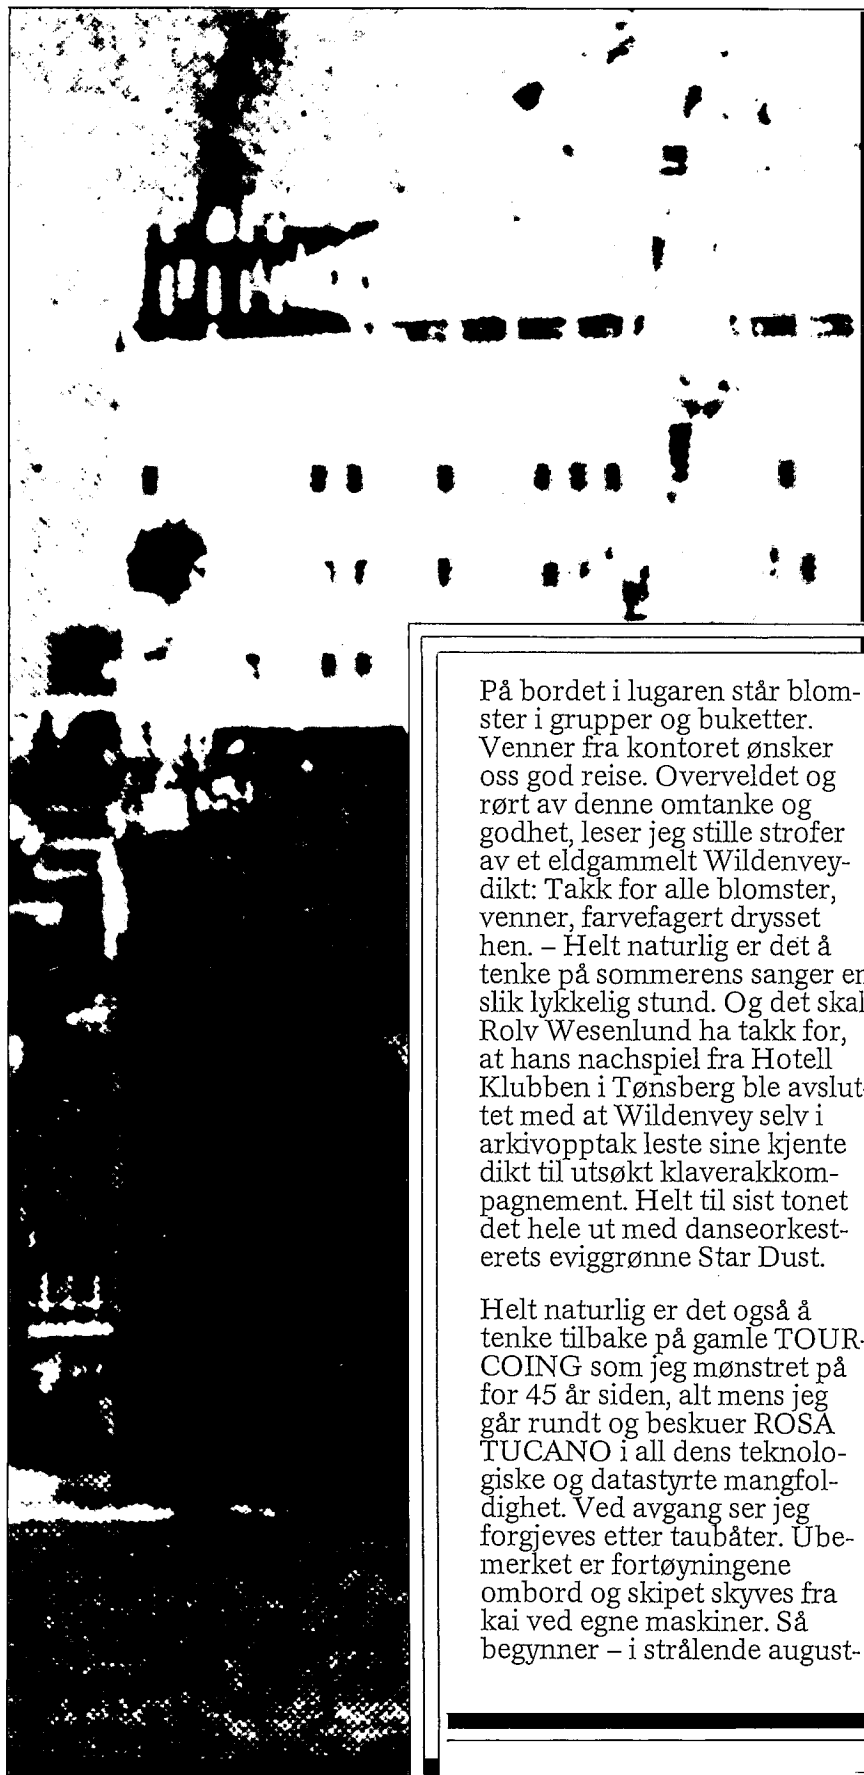 På bordet i lugaren står blom-
ster i grupper og buketter.
Venner fra kontoret ønsker
oss god reise. Overveldet og
rørt av denne omtanke og
godhet, leser jeg stille strofer
av et eldgammelt Wildenvey-
dikt: Takk for alle blomster,
venner, farvefagert drysset
hen. – Helt naturlig er det å
tenke på sommerens sanger en
slik lykkelig stund. Og det skal
Rolv Wesenlund ha takk for,
at hans nachspiel fra Hotell
Klubben i Tønsberg ble avslut-
tet med at Wildenvey selv i
arkivopptak leste sine kjente
dikt til utsøkt klaverakkom-
pagnement. Helt til sist tonet
det hele ut med danseorkest-
erets eviggrønne Star Dust.

Helt naturlig er det også å
tenke tilbake på gamle TOUR-
COING som jeg mønstret på
for 45 år siden, alt mens jeg
går rundt og beskuer ROSA
TUCANO i all dens teknolo-
giske og datastyrte mangfol-
dighet. Ved avgang ser jeg
forgjeves etter taubåter. Ube-
merket er fortøyningene
ombord og skipet skyves fra
kai ved egne maskiner. Så
begynner – i strålende august-